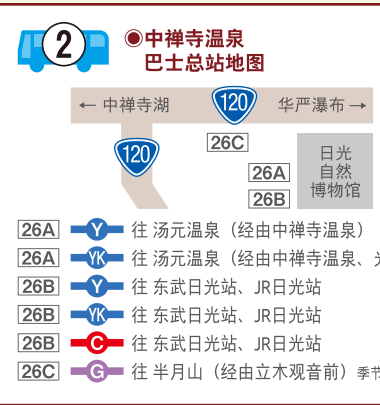 2
◉中禅寺温泉
巴士总站地图
← 中禅寺湖
120
华严瀑布 →
26C
120
日光
自然
博物馆
26A
26B
26A Y 往 汤元温泉（经由中禅寺温泉）
26A YK 往 汤元温泉（经由中禅寺温泉、
26B Y 往 东武日光站、JR日光站
26B YK 往 东武日光站、JR日光站
26B C 往 东武日光站、JR日光站
26C G 往 半月山（经由立木观音前）季节